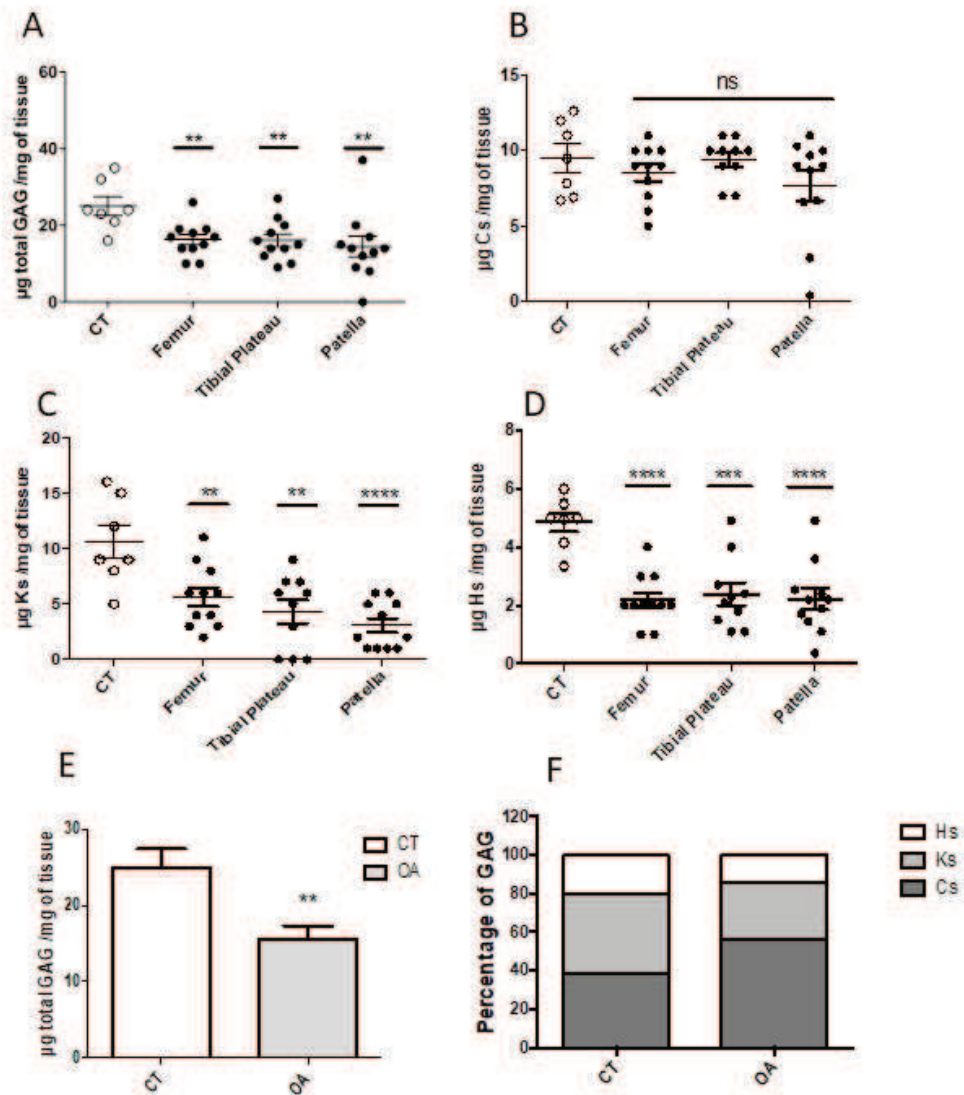 A
µg total GAG /mg of tissue
60
40
20
0
** ** **
CT Femur Tibial Plateau Patella
B
µg Cs /mg of tissue
15
10
5
0
ns
CT Femur Tibial Plateau Patella
C
µg Ks /mg of tissue
20
15
10
5
0
** ** ****
CT Femur Tibial Plateau Patella
D
µg Hs /mg of tissue
8
6
4
2
0
**** *** ****
CT Femur Tibial Plateau Patella
E
µg total GAG /mg of tissue
30
20
10
0
**
CT OA
CT
OA
F
Percentage of GAG
120
100
80
60
40
20
0
CT OA
Hs
Ks
Cs